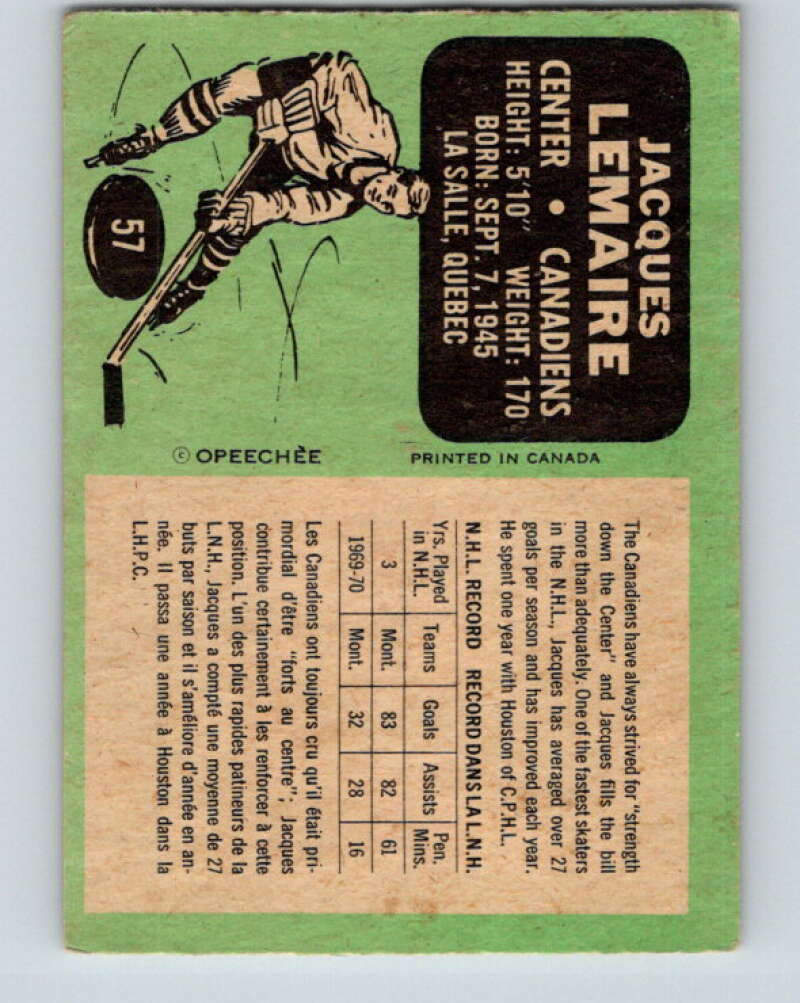 JACQUES
LEMAIRE
CENTER • CANADIENS
HEIGHT: 5'10" WEIGHT: 170
BORN: SEPT. 7, 1945
LA SALLE, QUEBEC
57
© OPEECHÈE
PRINTED IN CANADA
The Canadiens have always strived for "strength
down the Center" and Jacques fills the bill
more than adequately. One of the fastest skaters
in the N.H.L., Jacques has averaged over 27
goals per season and has improved each year.
He spent one year with Houston of C.P.H.L.
N.H.L. RECORD RECORD DANS LA L.N.H.
Yrs. Played in N.H.L. Teams Goals Assists Pen. Mins.
3 Mont. 83 82 61
1969-70 Mont. 32 28 16
Les Canadiens ont toujours cru qu'il était pri-
mordial d'être "forts au centre"; Jacques
contribue certainement à les renforcer à cette
position. L'un des plus rapides patineurs de la
L.N.H., Jacques a compté une moyenne de 27
buts par saison et il s'améliore d'année en an-
née. Il passa une année à Houston dans la
L.H.P.C.